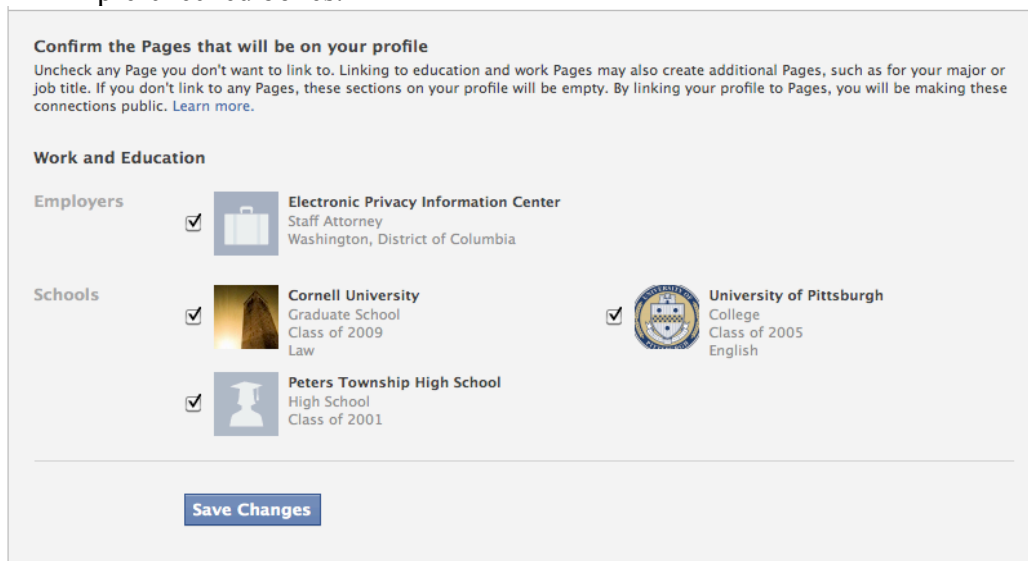 Confirm the Pages that will be on your profile
Uncheck any Page you don't want to link to. Linking to education and work Pages may also create additional Pages, such as for your major or
job title. If you don't link to any Pages, these sections on your profile will be empty. By linking your profile to Pages, you will be making these
connections public. Learn more.
Work and Education
Employers
Electronic Privacy Information Center
Staff Attorney
Washington, District of Columbia
Schools
Cornell University
Graduate School
Class of 2009
Law
University of Pittsburgh
College
Class of 2005
English
Peters Township High School
High School
Class of 2001
Save Changes